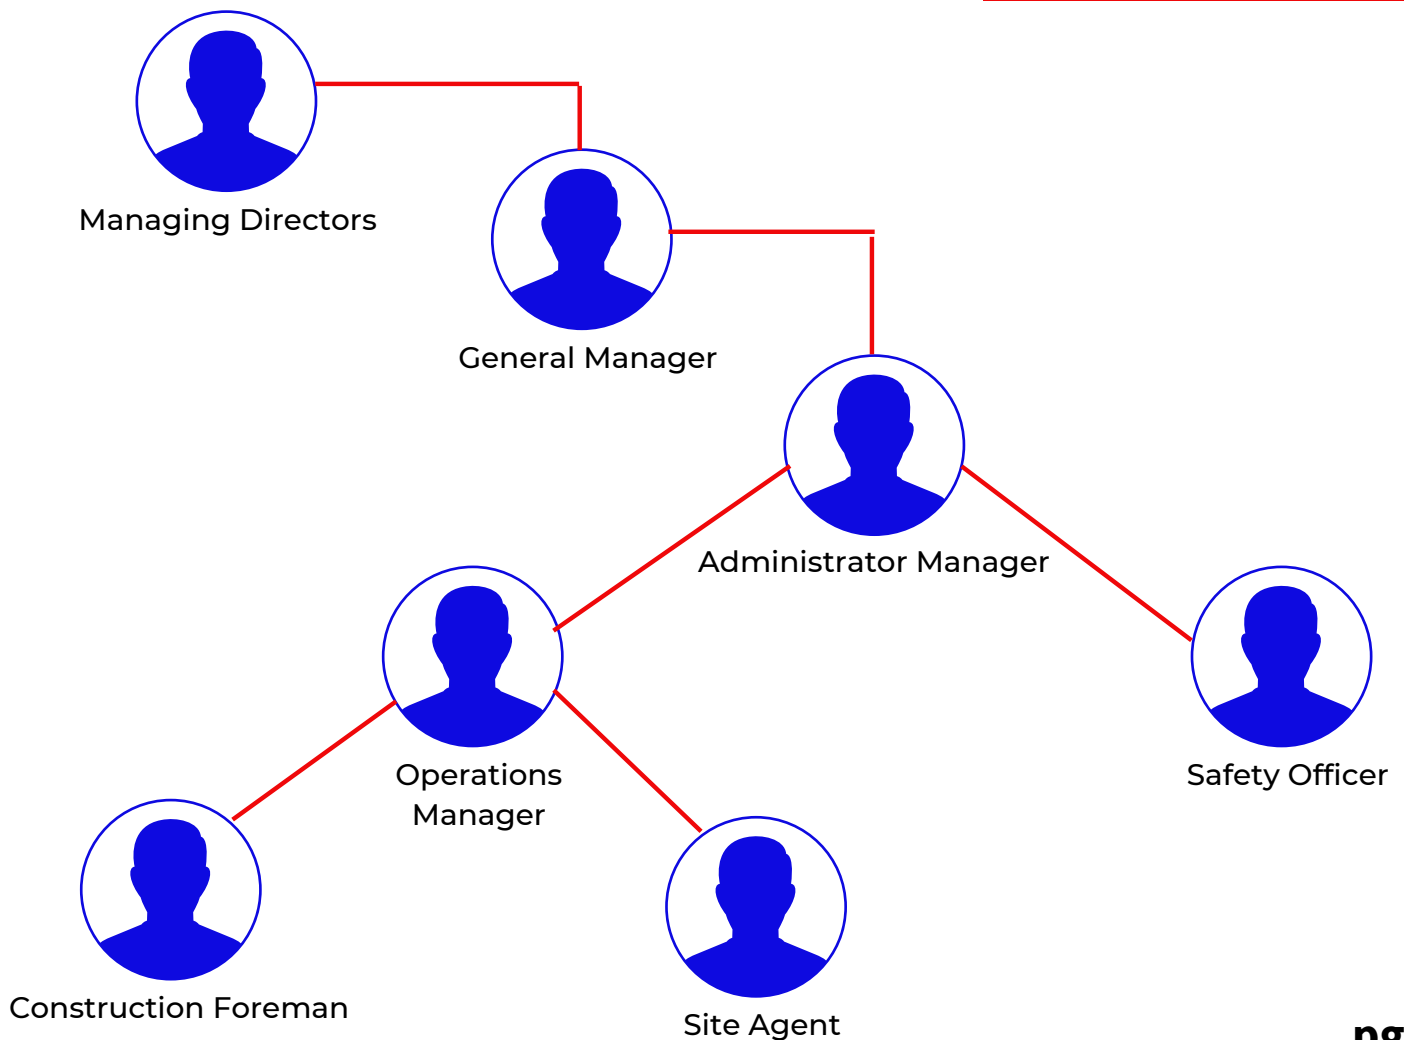 Managing Directors
General Manager
Administrator Manager
Operations
Manager
Safety Officer
Construction Foreman
Site Agent